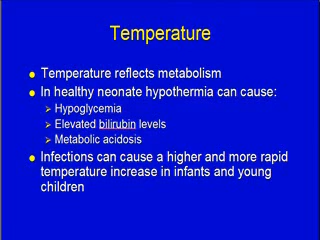 Temperature
Temperature reflects metabolism
In healthy neonate hypothermia can cause:
Hypoglycemia
Elevated bilirubin levels
Metabolic acidosis
Infections can cause a higher and more rapid
temperature increase in infants and young
children